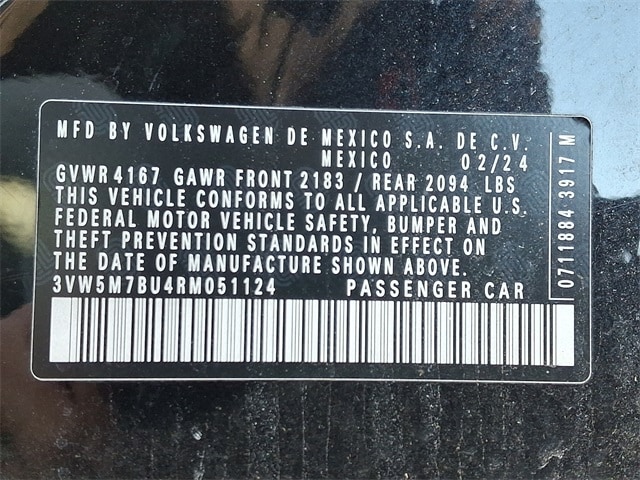 MFD BY VOLKSWAGEN DE MEXICO S.A. DE C.V.
MEXICO 02/24
GVWR 4167 GAWR FRONT 2183 / REAR 2094 LBS
THIS VEHICLE CONFORMS TO ALL APPLICABLE U.S.
FEDERAL MOTOR VEHICLE SAFETY, BUMPER AND
THEFT PREVENTION STANDARDS IN EFFECT ON
THE DATE OF MANUFACTURE SHOWN ABOVE.
3VW5M7BU4RM051124 PASSENGER CAR
0711884 3917 M